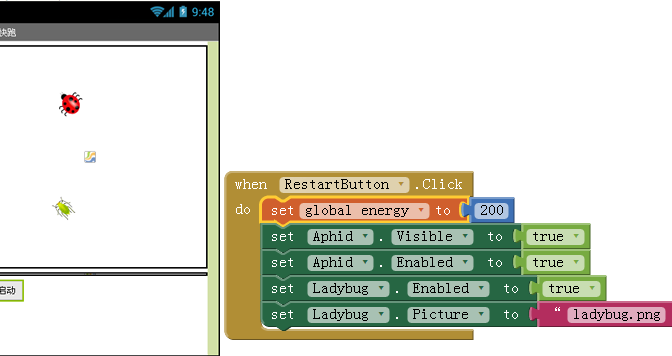 9:48
快跑
when RestartButton .Click
do set global energy to 200
set Aphid . Visible to true
set Aphid . Enabled to true
set Ladybug . Enabled to true
set Ladybug . Picture to “ ladybug.png
启动